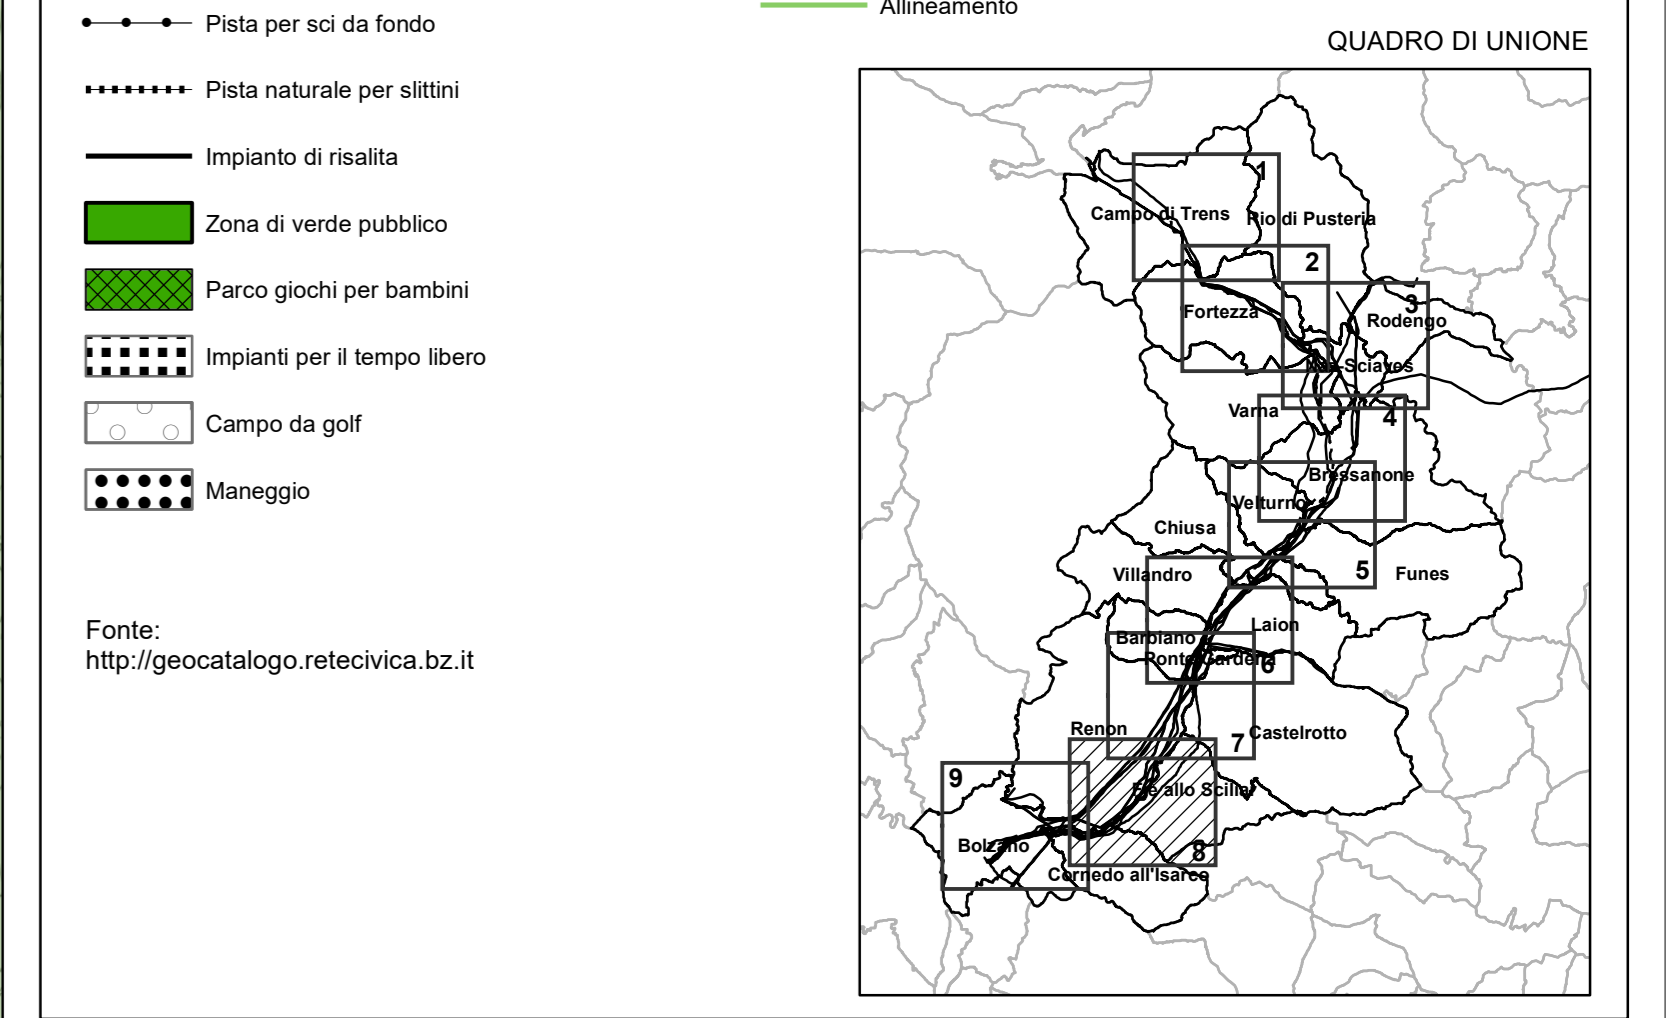 Pista per sci da fondo
Pista naturale per slittini
Impianto di risalita
Zona di verde pubblico
Parco giochi per bambini
Impianti per il tempo libero
Campo da golf
Maneggio
Fonte:
http://geocatalogo.retecivica.bz.it
Allineamento
QUADRO DI UNIONE
1
Campo di Trens
Rio di Pusteria
2
3
Fortezza
Rodengo
Naz-Sciaves
Varna
4
Bressanone
Velturno
Chiusa
Villandro
5
Funes
Laion
Barbiano
Ponte Gardena
6
Renon
7
Castelrotto
9
Fiè allo Sciliar
Bolzano
8
Cornedo all'Isarco